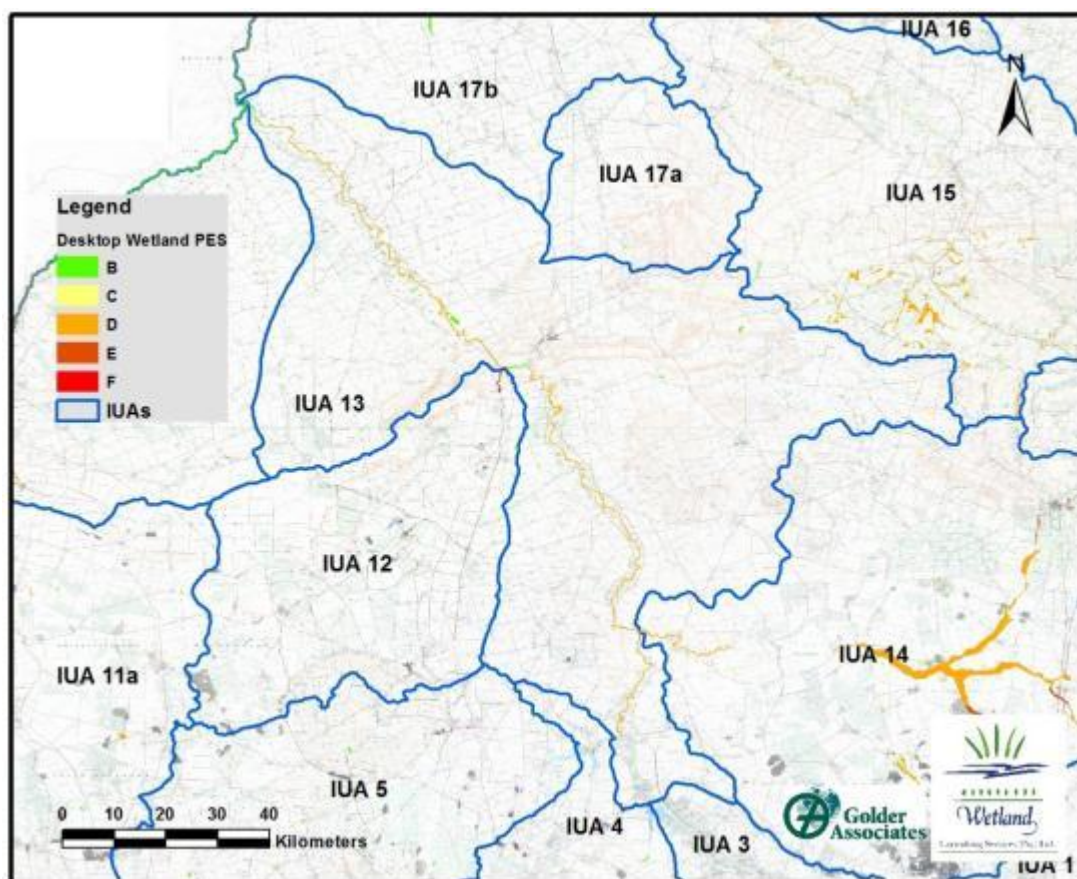 IUA 16
N
IUA 17b
IUA 17a
IUA 15
Legend
Desktop Wetland PES
B
C
D
E
F
IUAs
IUA 13
IUA 12
IUA 14
IUA 11a
IUA 5
0 10 20 30 40
Kilometers
IUA 4
IUA 3
Golder
Associates
Wetland
IUA 1